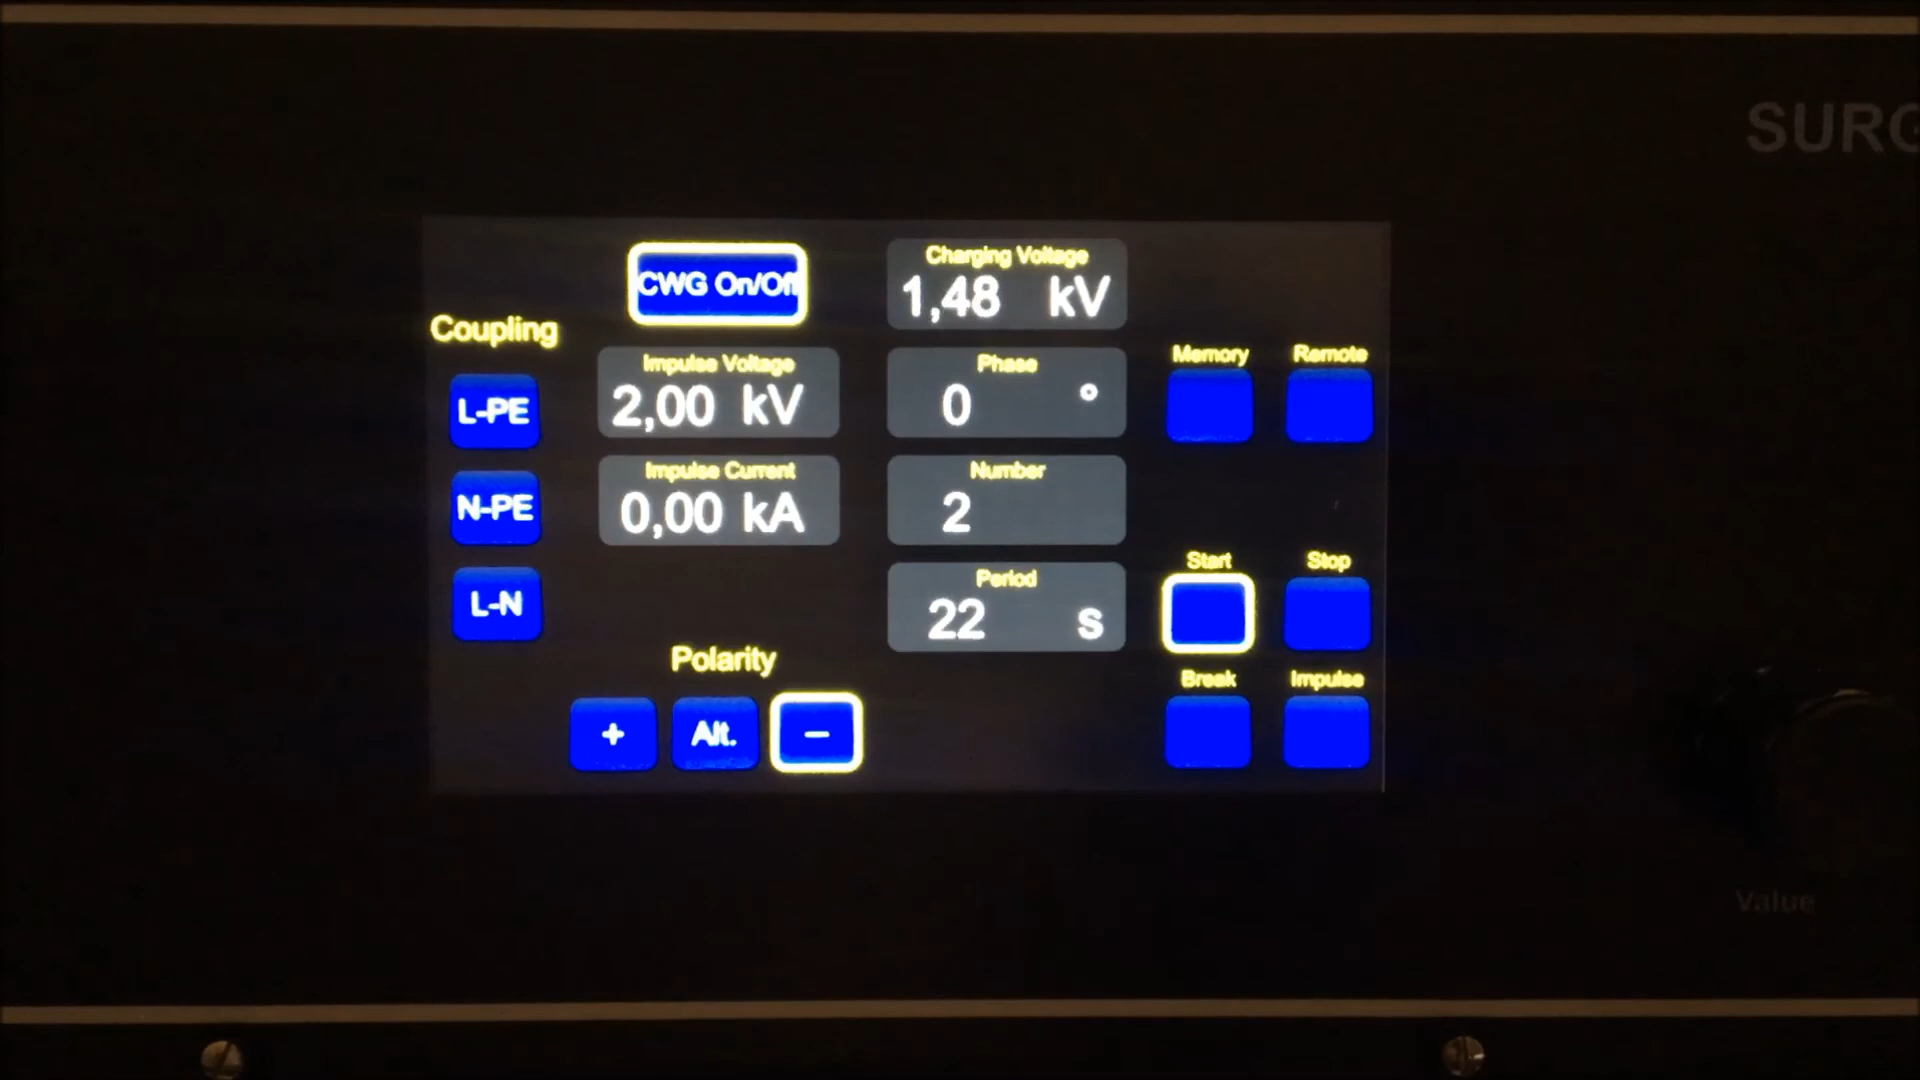 SURG
CWG On/Off
Charging Voltage
1,48 kV
Coupling
Impulse Voltage
2,00 kV
Phase
0 °
Memory
Remote
L-PE
Impulse Current
0,00 kA
Number
2
N-PE
Period
22 s
Start
Stop
L-N
Polarity
Break
Impulse
+
Alt.
−
Value